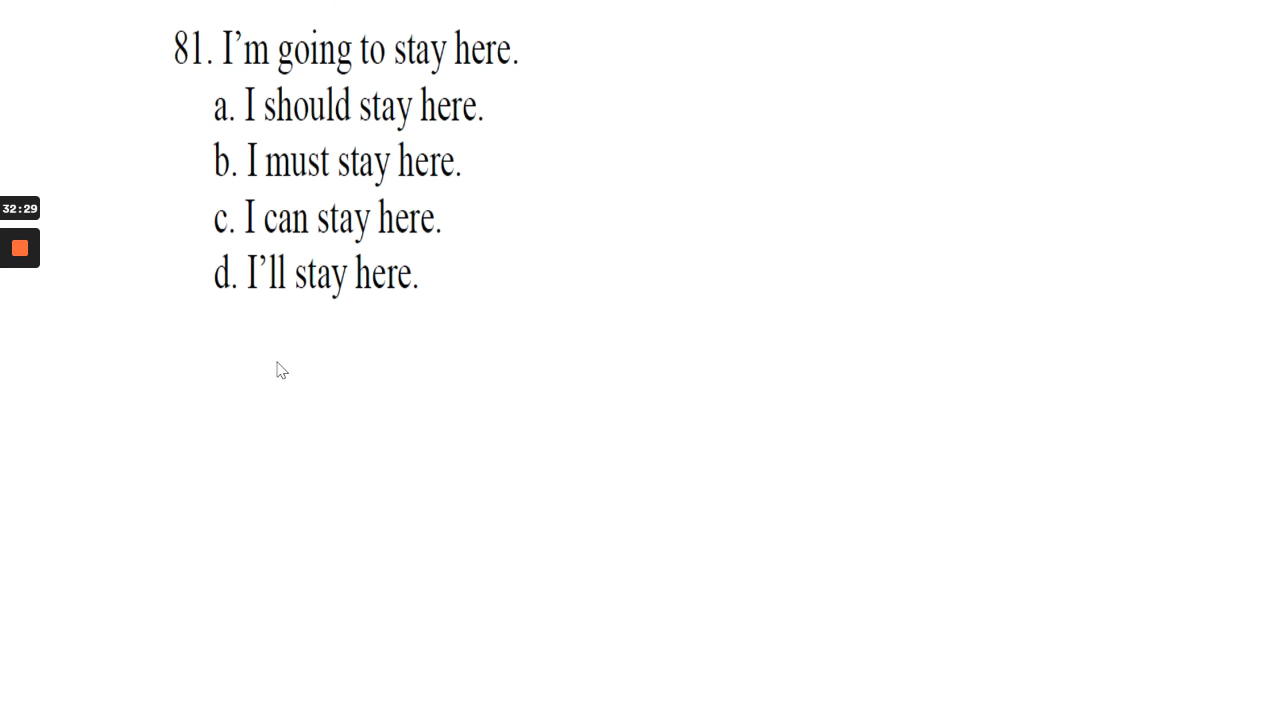 81. I’m going to stay here.
a. I should stay here.
b. I must stay here.
32:29
c. I can stay here.
d. I’ll stay here.